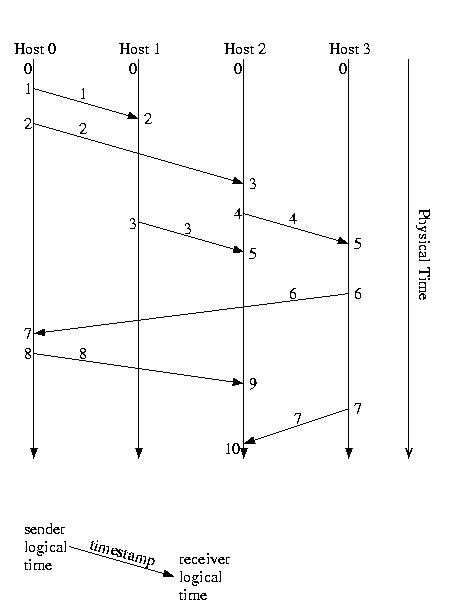 Host 0 Host 1 Host 2 Host 3
0 0 0 0
1 1
2
2 2
3
4 4
3 3
5
5
6 6
7
8 8
9
7 7
10
Physical Time
sender
logical
time
timestamp
receiver
logical
time